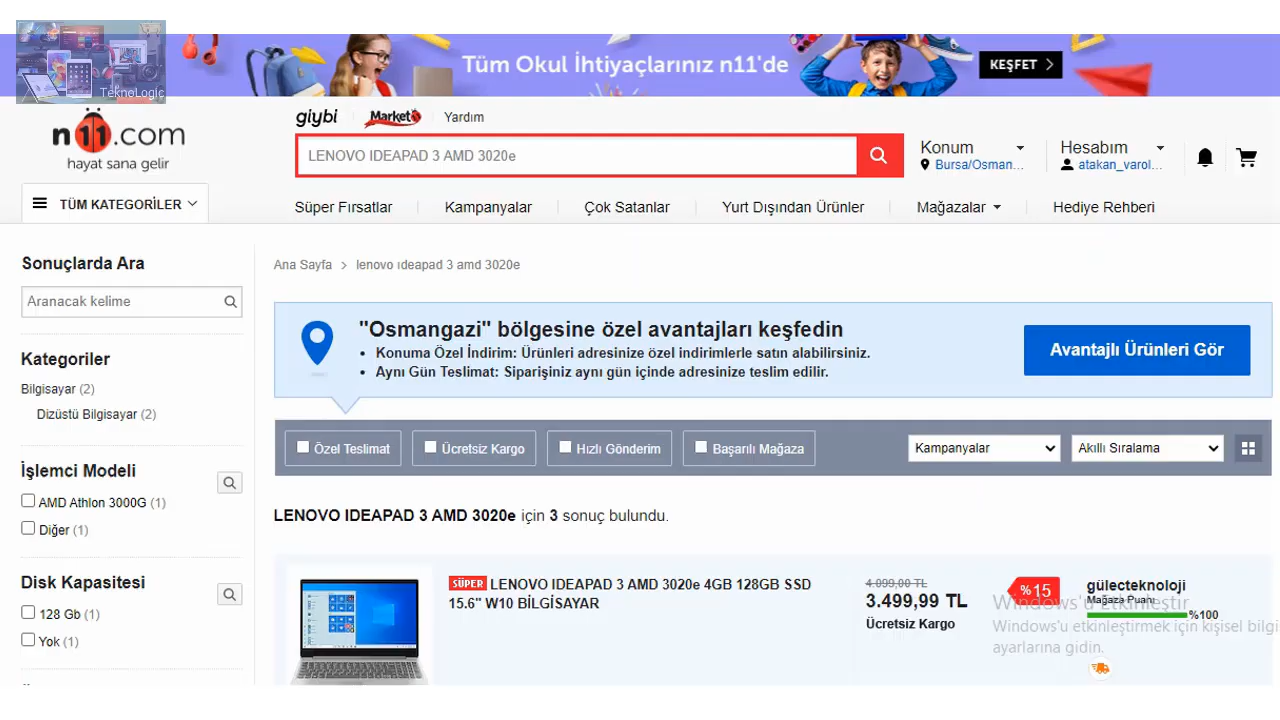 TeknoLogic
Tüm Okul İhtiyaçlarınız n11'de
KEŞFET
n11.com
hayat sana gelir
giybi
Market
Yardım
LENOVO IDEAPAD 3 AMD 3020e
Konum
Bursa/Osman...
Hesabım
atakan_varol...
TÜM KATEGORİLER
Süper Fırsatlar
Kampanyalar
Çok Satanlar
Yurt Dışından Ürünler
Mağazalar
Hediye Rehberi
Sonuçlarda Ara
Aranacak kelime
Kategoriler
Bilgisayar (2)
Dizüstü Bilgisayar (2)
İşlemci Modeli
AMD Athlon 3000G (1)
Diğer (1)
Disk Kapasitesi
128 Gb (1)
Yok (1)
Ana Sayfa > lenovo ıdeapad 3 amd 3020e
"Osmangazi" bölgesine özel avantajları keşfedin
• Konuma Özel İndirim: Ürünleri adresinize özel indirimlerle satın alabilirsiniz.
• Aynı Gün Teslimat: Siparişiniz aynı gün içinde adresinize teslim edilir.
Avantajlı Ürünleri Gör
Özel Teslimat
Ücretsiz Kargo
Hızlı Gönderim
Başarılı Mağaza
Kampanyalar
Akıllı Sıralama
LENOVO IDEAPAD 3 AMD 3020e için 3 sonuç bulundu.
SÜPER LENOVO IDEAPAD 3 AMD 3020e 4GB 128GB SSD
15.6" W10 BİLGİSAYAR
4.099,00 TL
3.499,99 TL
Ücretsiz Kargo
%15
gülecteknoloji
Mağaza Puanı
%100
Windows'u Etkinleştir
Windows'u etkinleştirmek için kişisel bilgi
ayarlarına gidin.